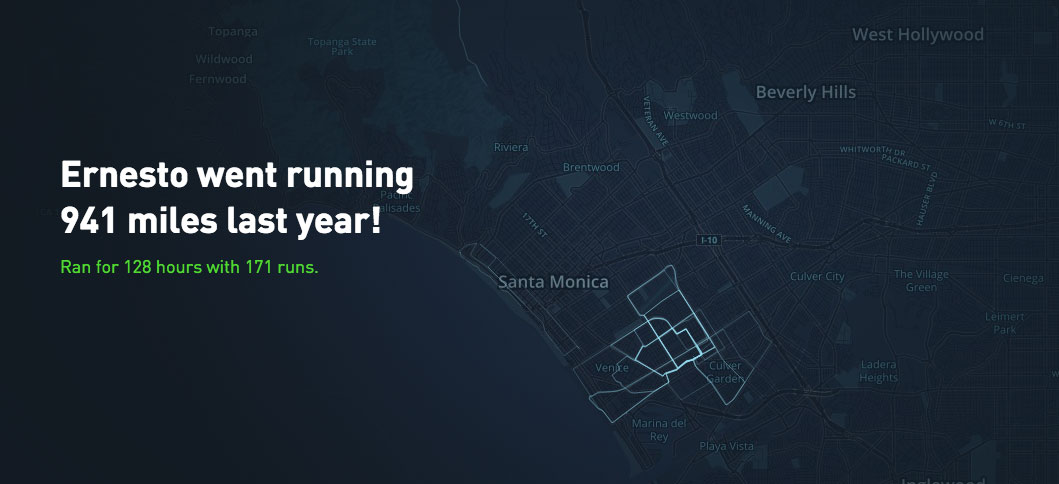 Topanga
Topanga State
Park
Wildwood
Fernwood
West Hollywood
Beverly Hills
Westwood
VETERAN AVE
W 67TH ST
Riviera
WHITWORTH DR
PACKARD ST
Brentwood
HAUSER BLVD
Ernesto went running
941 miles last year!
Ran for 128 hours with 171 runs.
Pacific
Palisades
17TH ST
MANNING AVE
I-10
Santa Monica
Culver City
The Village
Green
Cienega
Leimert
Park
Venice
Culver
Garden
Ladera
Heights
Marina del
Rey
Playa Vista